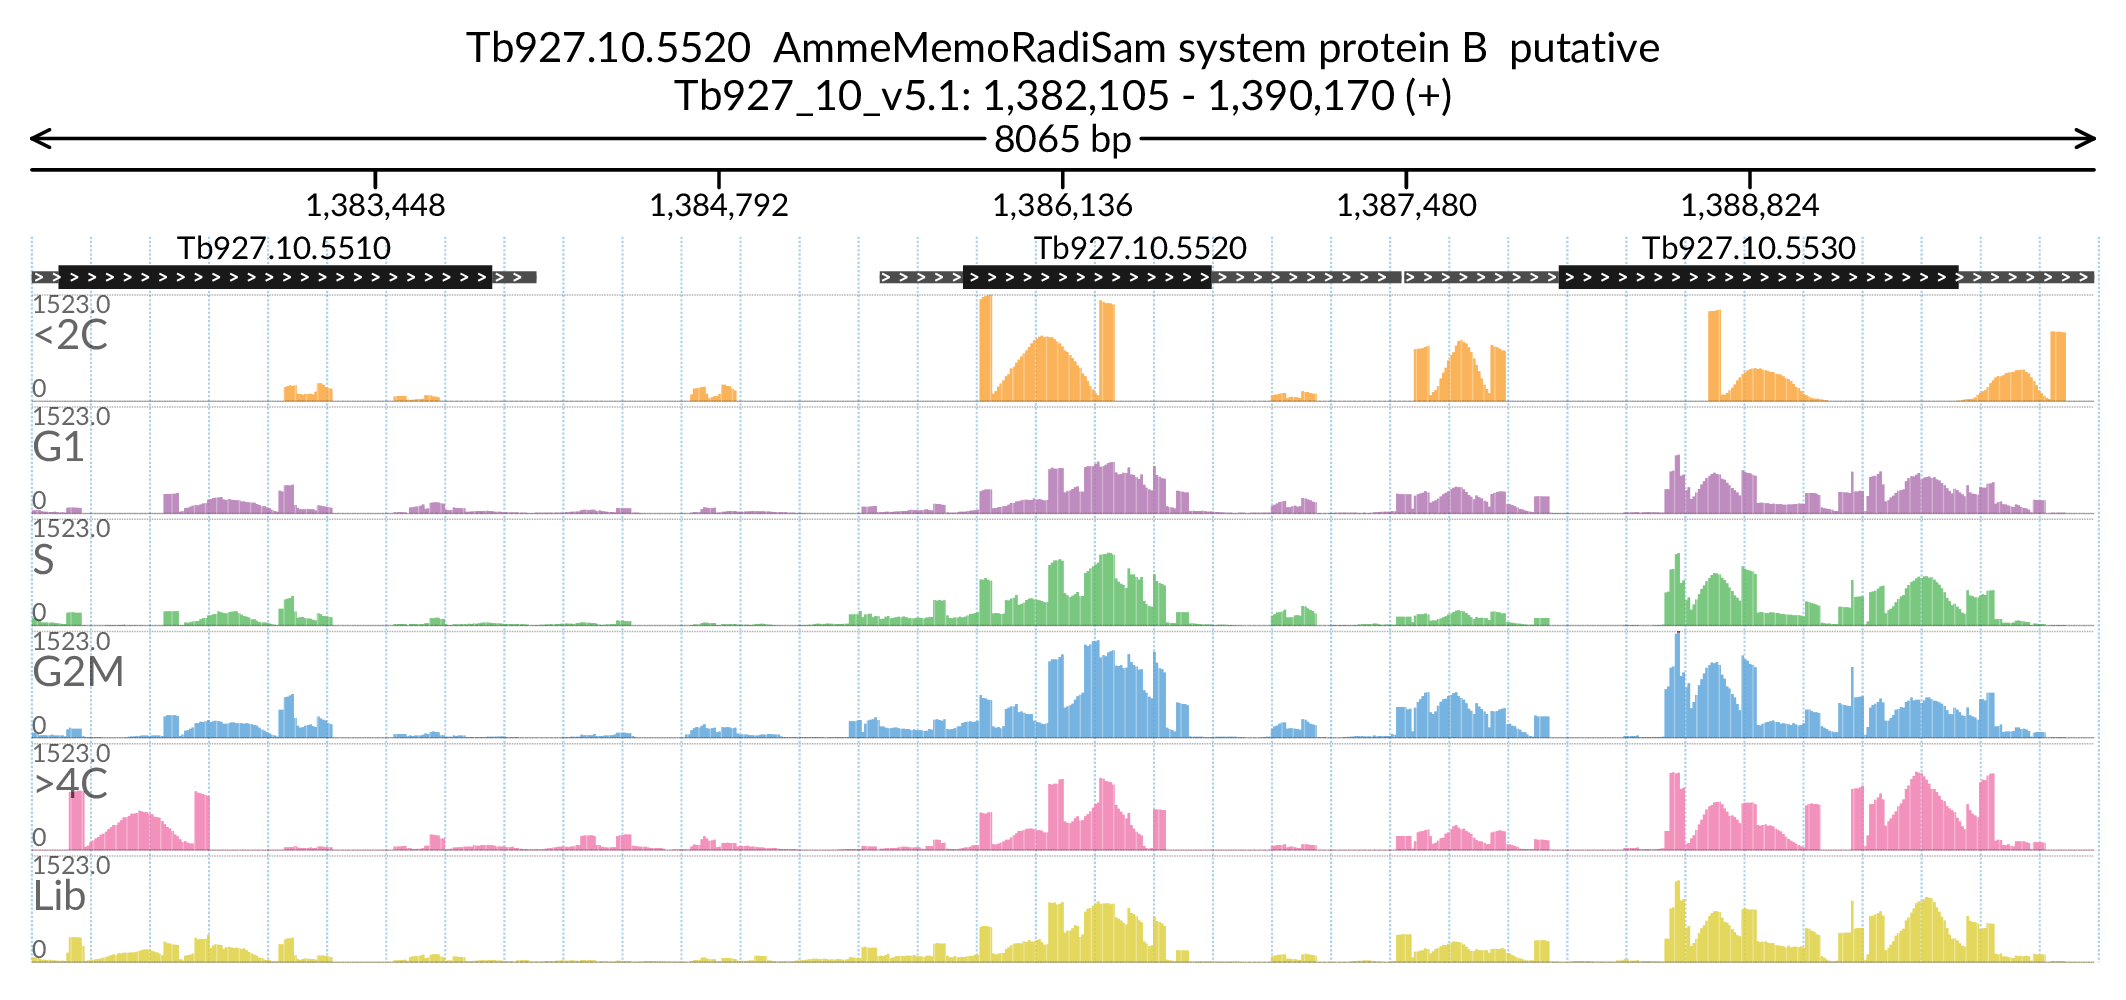 Tb927.10.5520  AmmeMemoRadiSam system protein B  putative
Tb927_10_v5.1: 1,382,105 - 1,390,170 (+)
8065 bp
1,383,448 1,384,792 1,386,136 1,387,480 1,388,824
Tb927.10.5510 Tb927.10.5520 Tb927.10.5530
1523.0
<2C
0
1523.0
G1
0
1523.0
S
0
1523.0
G2M
0
1523.0
>4C
0
1523.0
Lib
0